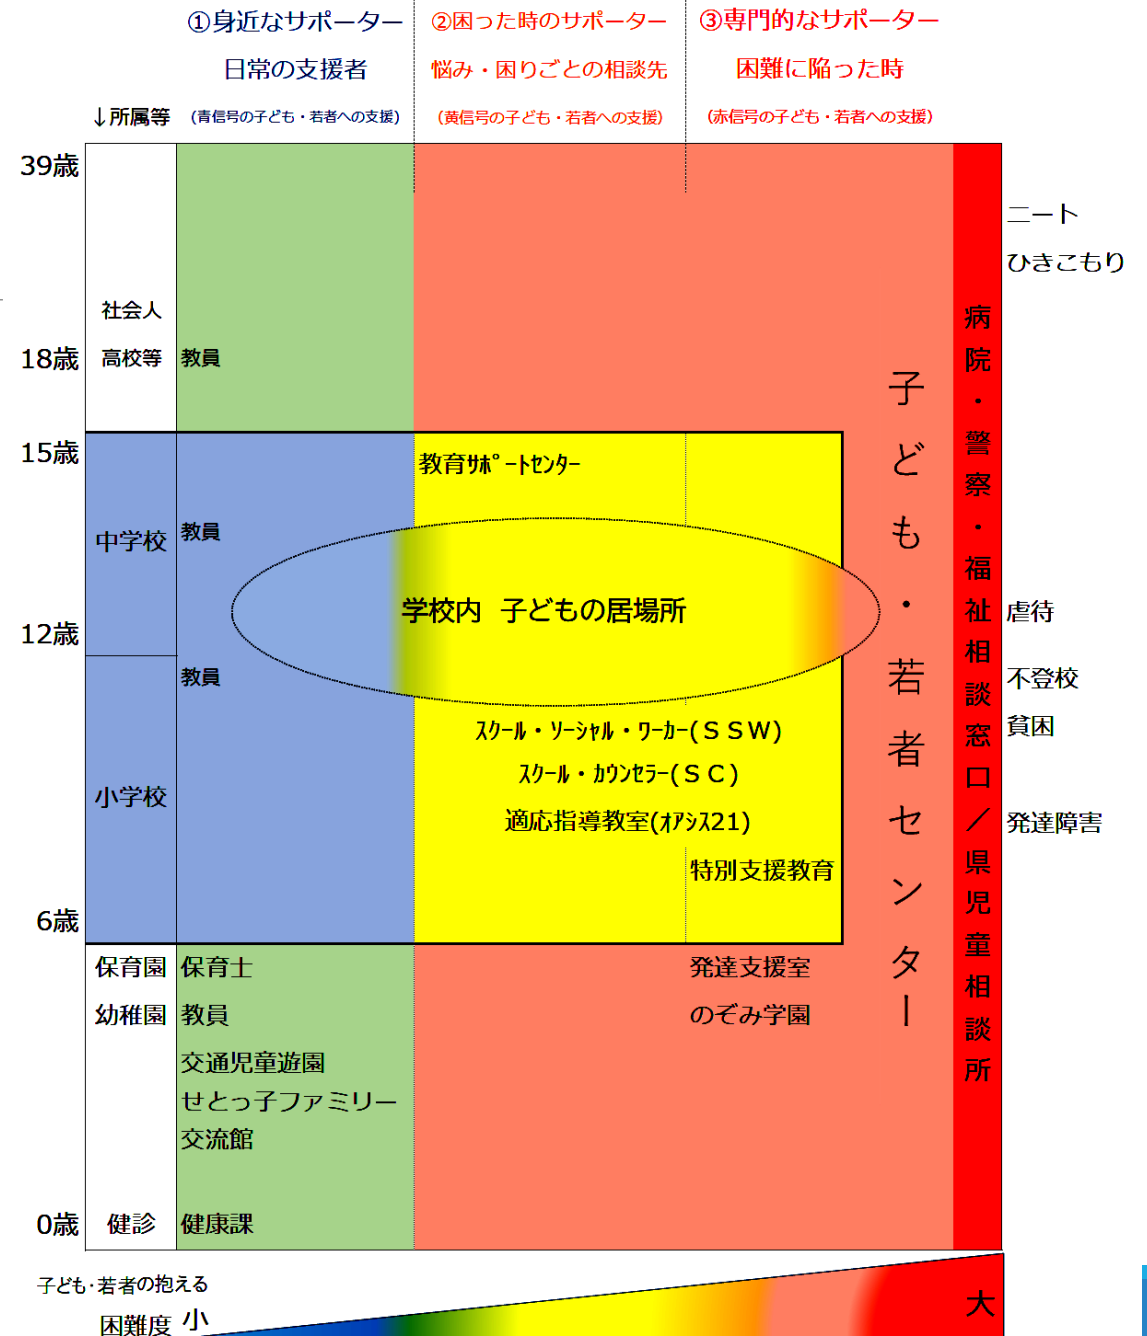 ①身近なサポーター
日常の支援者
(青信号の子ども・若者への支援)
②困った時のサポーター
悩み・困りごとの相談先
(黄信号の子ども・若者への支援)
③専門的なサポーター
困難に陥った時
(赤信号の子ども・若者への支援)
↓所属等
39歳
ニート
ひきこもり
社会人
18歳
高校等
教員
15歳
教育ｻﾎﾟｰﾄｾﾝﾀｰ
中学校
教員
学校内 子どもの居場所
12歳
虐待
教員
不登校
貧困
ｽｸｰﾙ・ｿｰｼｬﾙ・ﾜｰｶｰ(ＳＳＷ)
ｽｸｰﾙ・ｶｳﾝｾﾗｰ(ＳＣ)
小学校
適応指導教室(ｵｱｼｽ21)
発達障害
特別支援教育
6歳
子ども・若者センター
病院・警察・福祉相談窓口／県児童相談所
保育園
保育士
発達支援室
幼稚園
教員
のぞみ学園
交通児童遊園
せとっ子ファミリー
交流館
0歳
健診
健康課
子ども・若者の抱える
困難度
小
大